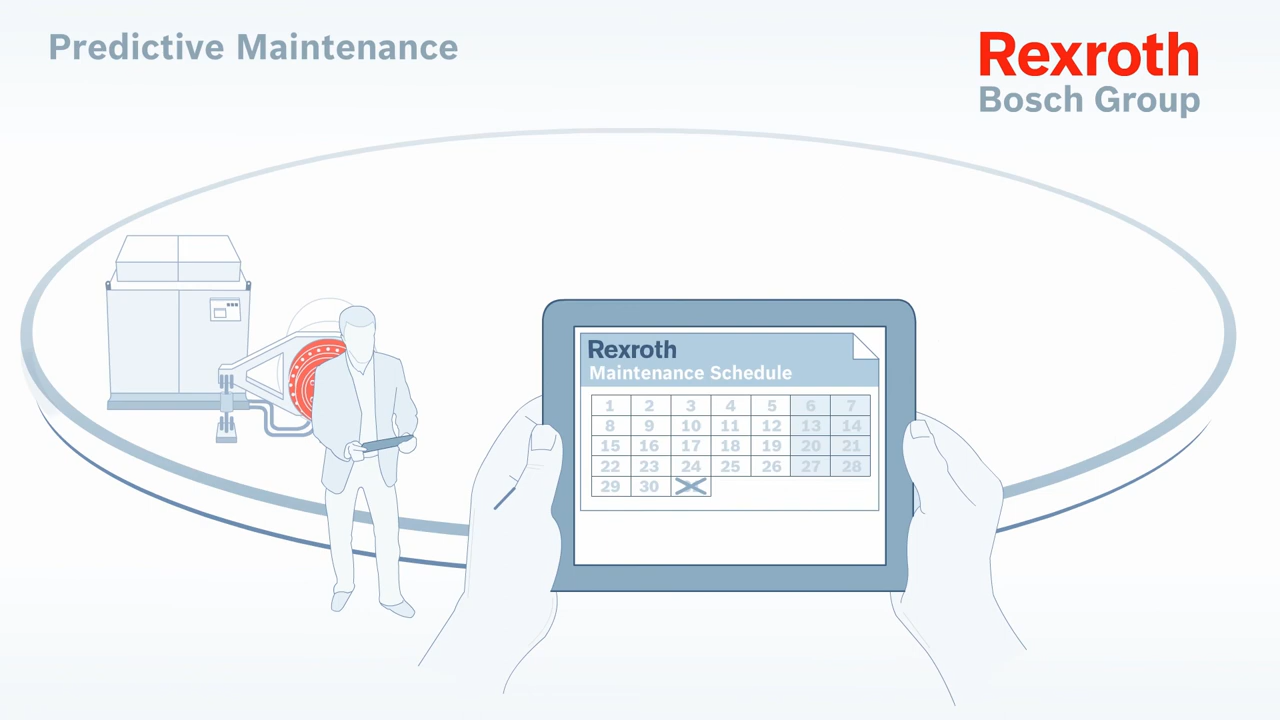 Predictive Maintenance
Rexroth
Bosch Group
Rexroth
Maintenance Schedule
1 2 3 4 5 6 7
8 9 10 11 12 13 14
15 16 17 18 19 20 21
22 23 24 25 26 27 28
29 30